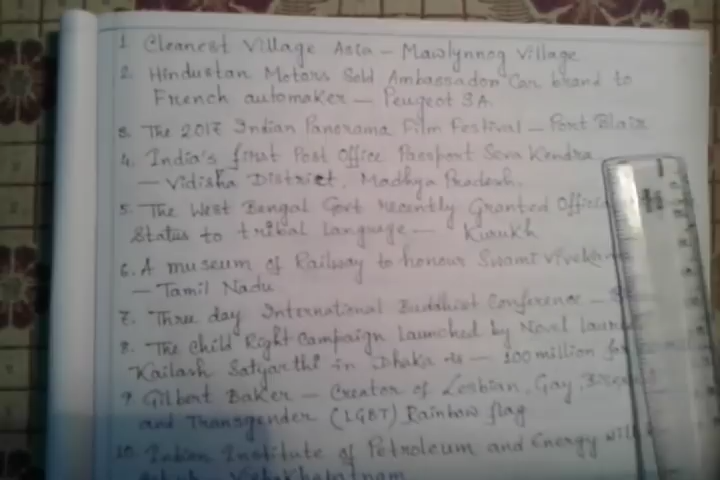 1. Cleanest Village Asia - Mawlynnog Village
2. Hindustan Motors Sold Ambassador Car brand to
French automaker - Peugeot SA.
3. The 2017 Indian Panorama Film Festival - Port Blair
4. India's first Post Office Passport Seva Kendra
- Vidisha District, Madhya Pradesh.
5. The West Bengal Govt recently Granted
Status to tribal language - Kurukh
6. A museum of Railway to honour Swami
- Tamil Nadu
7. Three day International Buddhist Conference -
8. The Child Right Campaign Launched by Novel
Kailash Satyarthi in Dhaka is - 100 million
9. Gilbert Baker - Creator of Lesbian, Gay,
and Transgender (LGBT) Rainbow flag
10. Indian Institute of Petroleum and Energy will